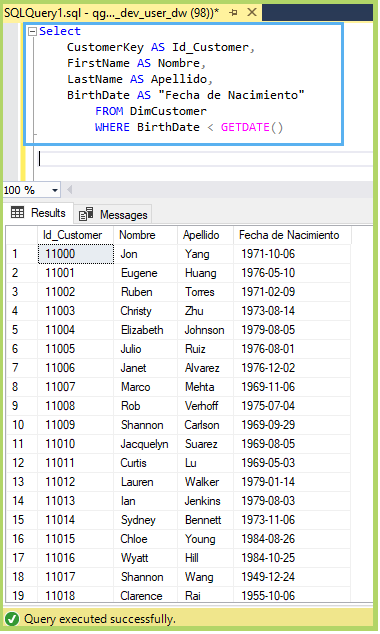 SQLQuery1.sql - qg..._dev_user_dw (98))*
Select
CustomerKey AS Id_Customer,
FirstName AS Nombre,
LastName AS Apellido,
BirthDate AS "Fecha de Nacimiento"
FROM DimCustomer
WHERE BirthDate < GETDATE()
100 %
Results Messages
Id_Customer Nombre Apellido Fecha de Nacimiento
1 11000 Jon Yang 1971-10-06
2 11001 Eugene Huang 1976-05-10
3 11002 Ruben Torres 1971-02-09
4 11003 Christy Zhu 1973-08-14
5 11004 Elizabeth Johnson 1979-08-05
6 11005 Julio Ruiz 1976-08-01
7 11006 Janet Alvarez 1976-12-02
8 11007 Marco Mehta 1969-11-06
9 11008 Rob Verhoff 1975-07-04
10 11009 Shannon Carlson 1969-09-29
11 11010 Jacquelyn Suarez 1969-08-05
12 11011 Curtis Lu 1969-05-03
13 11012 Lauren Walker 1979-01-14
14 11013 Ian Jenkins 1979-08-03
15 11014 Sydney Bennett 1973-11-06
16 11015 Chloe Young 1984-08-26
17 11016 Wyatt Hill 1984-10-25
18 11017 Shannon Wang 1949-12-24
19 11018 Clarence Rai 1955-10-06
Query executed successfully.